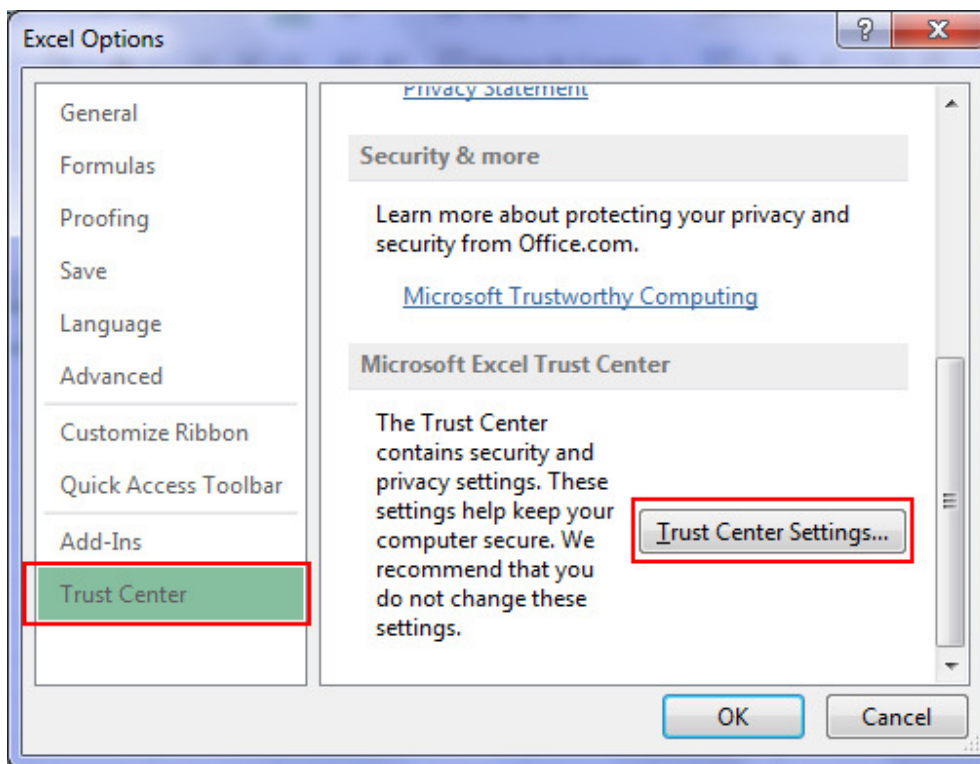 Excel Options
General
Formulas
Proofing
Save
Language
Advanced
Customize Ribbon
Quick Access Toolbar
Add-Ins
Trust Center
Privacy Statement
Security & more
Learn more about protecting your privacy and
security from Office.com.
Microsoft Trustworthy Computing
Microsoft Excel Trust Center
The Trust Center
contains security and
privacy settings. These
settings help keep your
computer secure. We
recommend that you
do not change these
settings.
Trust Center Settings...
OK
Cancel